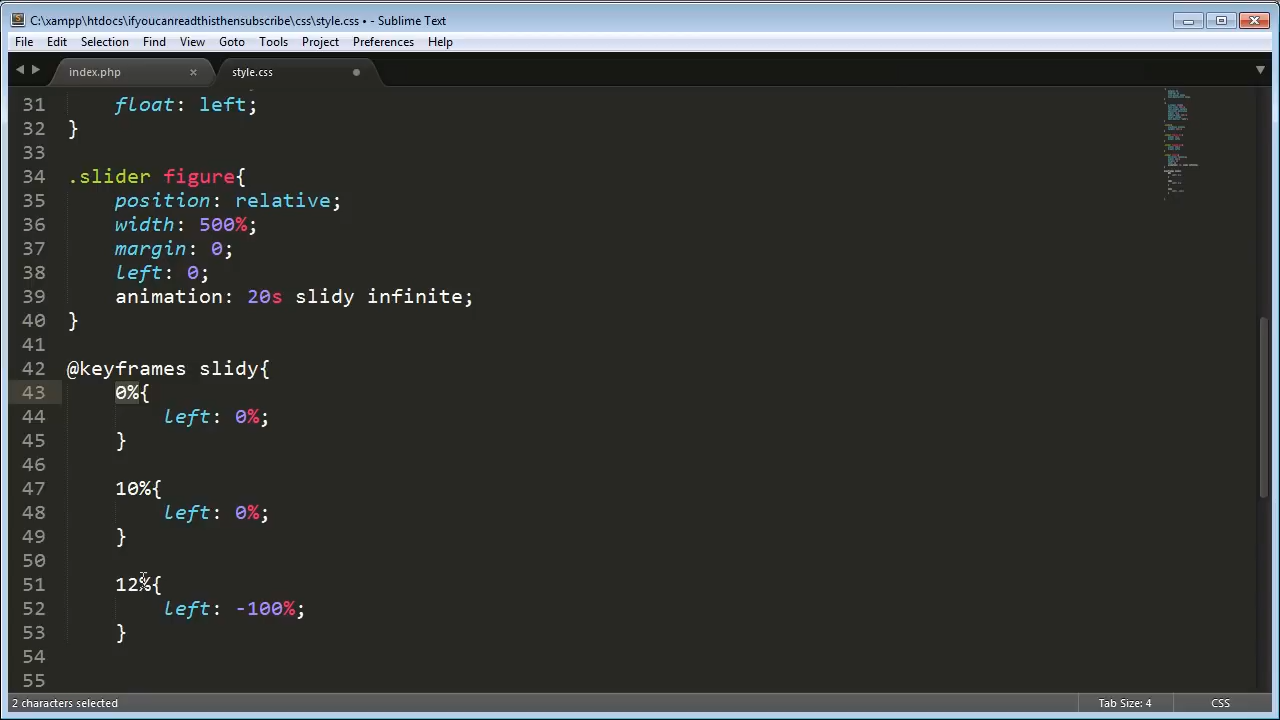 C:\xampp\htdocs\ifyoucanreadthisthensubscribe\css\style.css • - Sublime Text
File Edit Selection Find View Goto Tools Project Preferences Help
index.php × style.css
31 float: left;
32 }
33
34 .slider figure{
35 position: relative;
36 width: 500%;
37 margin: 0;
38 left: 0;
39 animation: 20s slidy infinite;
40 }
41
42 @keyframes slidy{
43 0%{
44 left: 0%;
45 }
46
47 10%{
48 left: 0%;
49 }
50
51 12%{
52 left: -100%;
53 }
54
55
2 characters selected Tab Size: 4 CSS